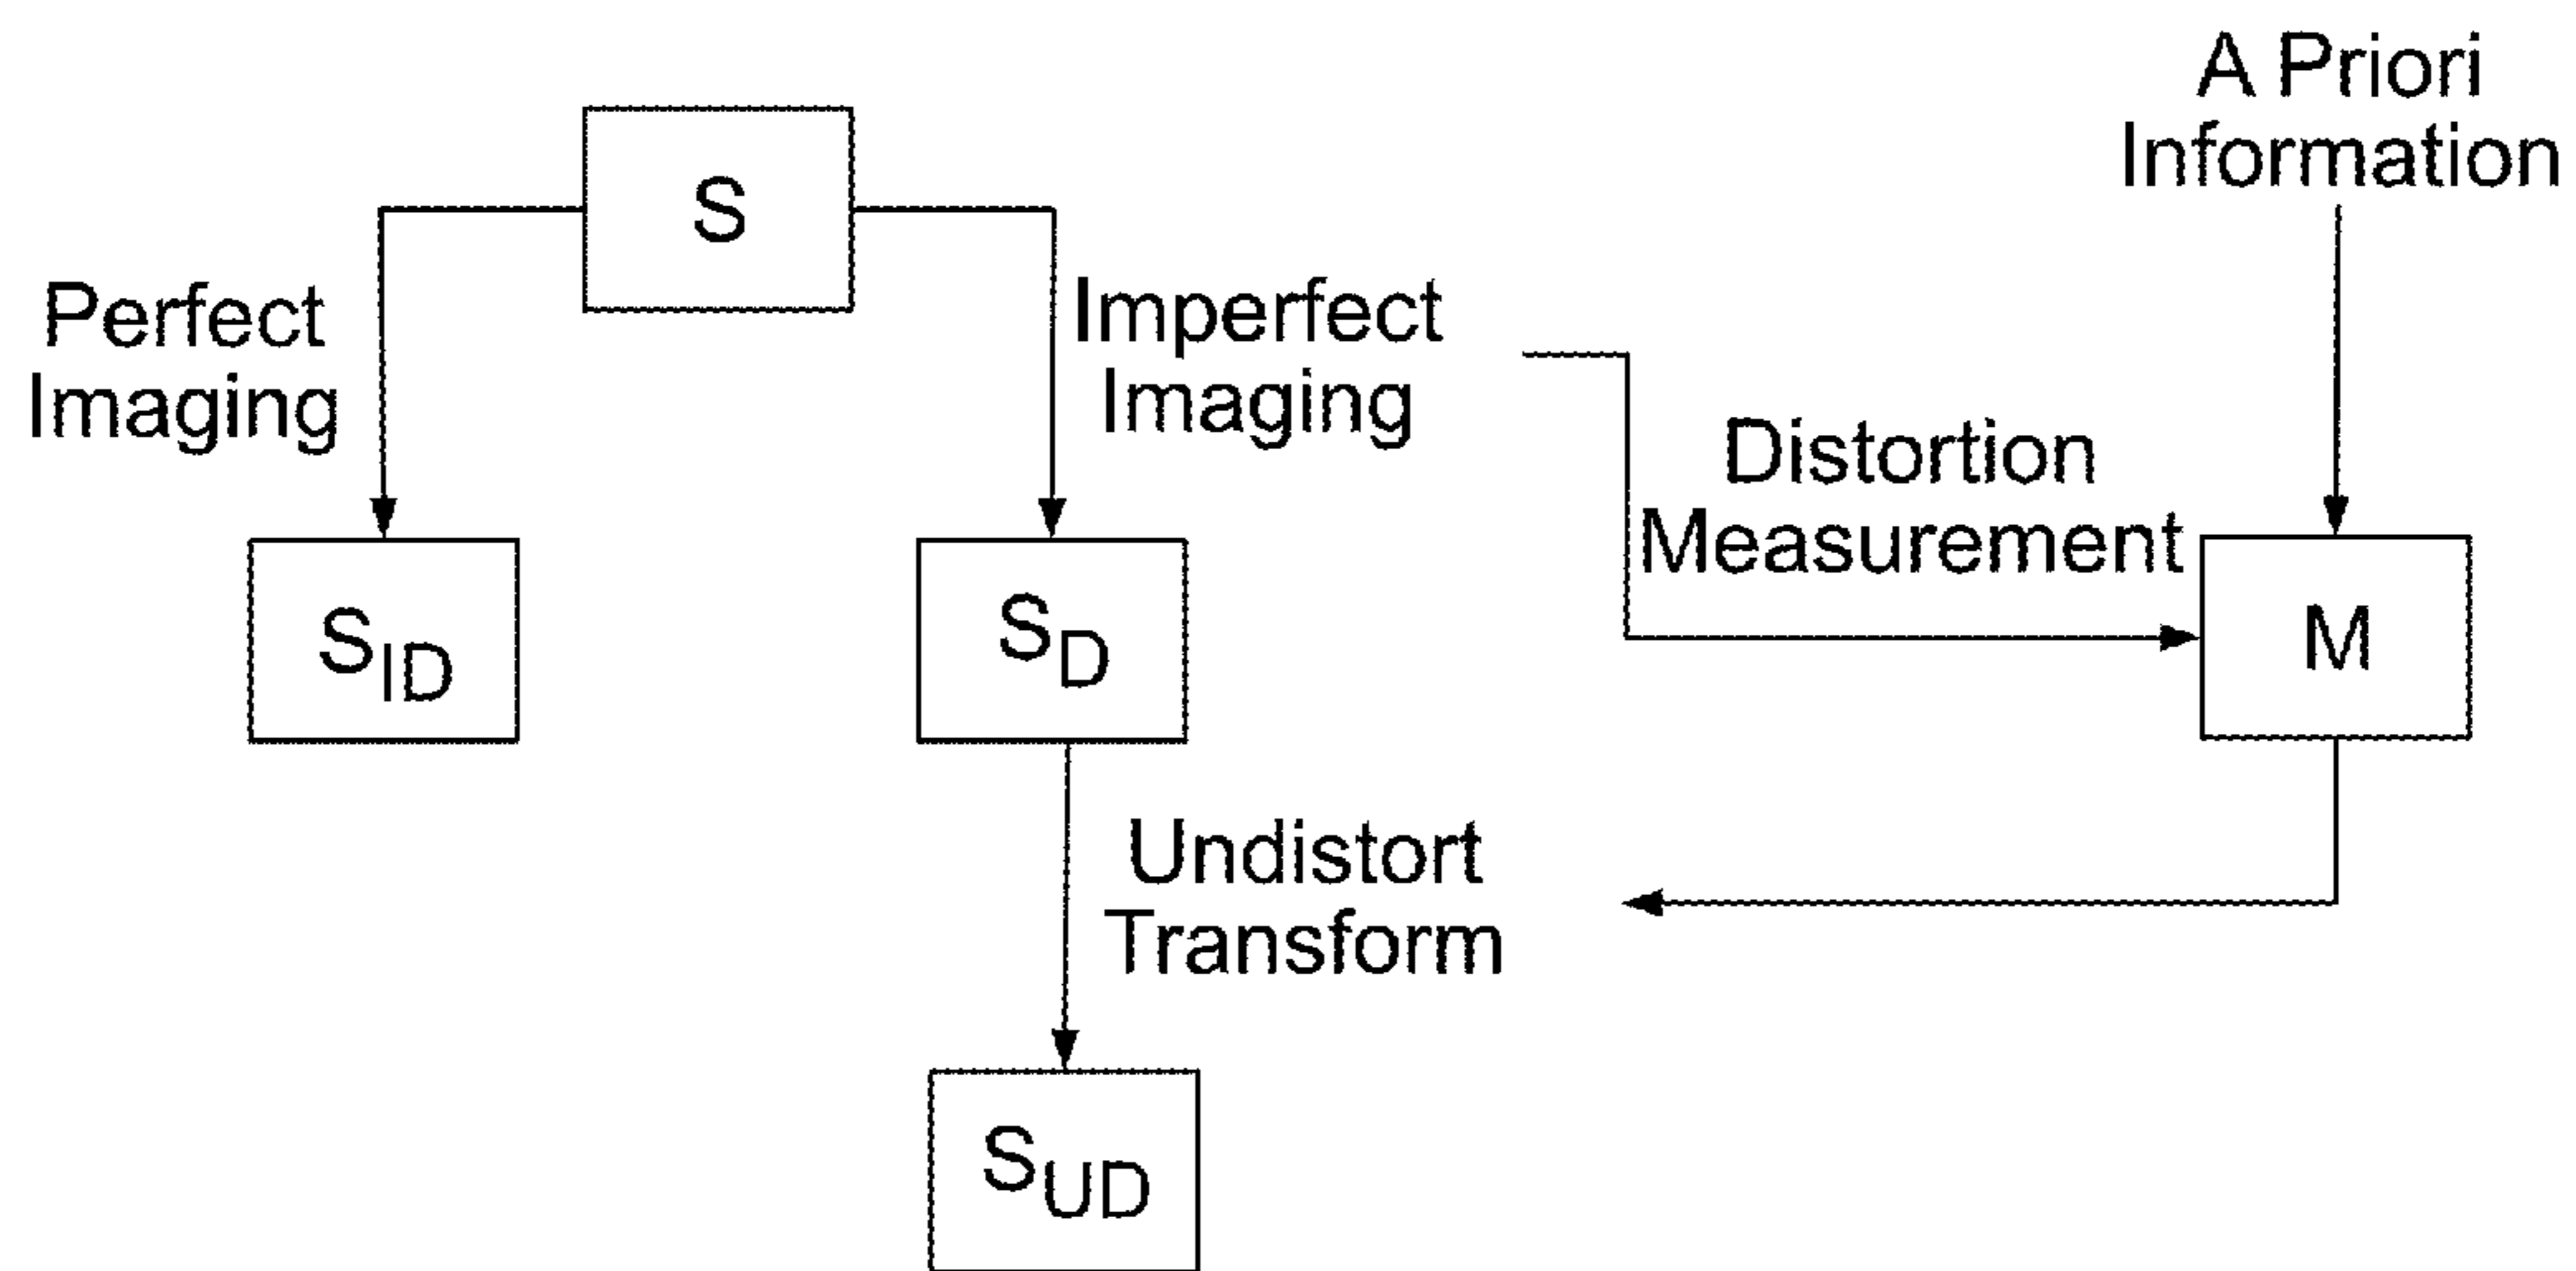 A Priori
Information
S
Perfect
Imaging
Imperfect
Imaging
Distortion
Measurement
S_ID
S_D
M
Undistort
Transform
S_UD